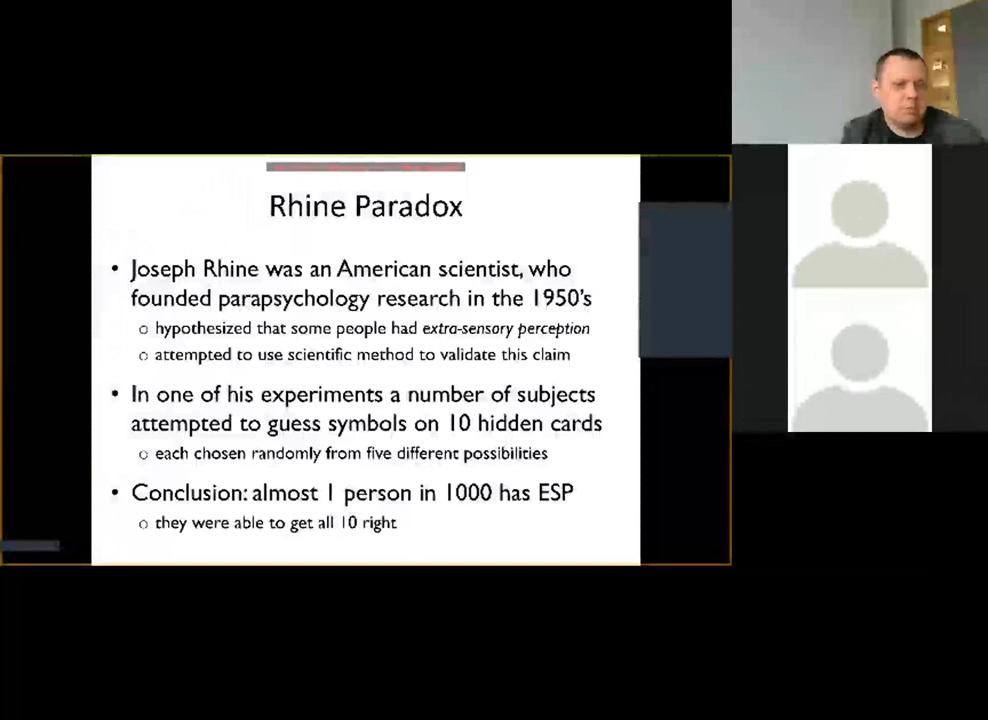 Rhine Paradox
• Joseph Rhine was an American scientist, who
founded parapsychology research in the 1950's
○ hypothesized that some people had extra-sensory perception
○ attempted to use scientific method to validate this claim
• In one of his experiments a number of subjects
attempted to guess symbols on 10 hidden cards
○ each chosen randomly from five different possibilities
• Conclusion: almost 1 person in 1000 has ESP
○ they were able to get all 10 right